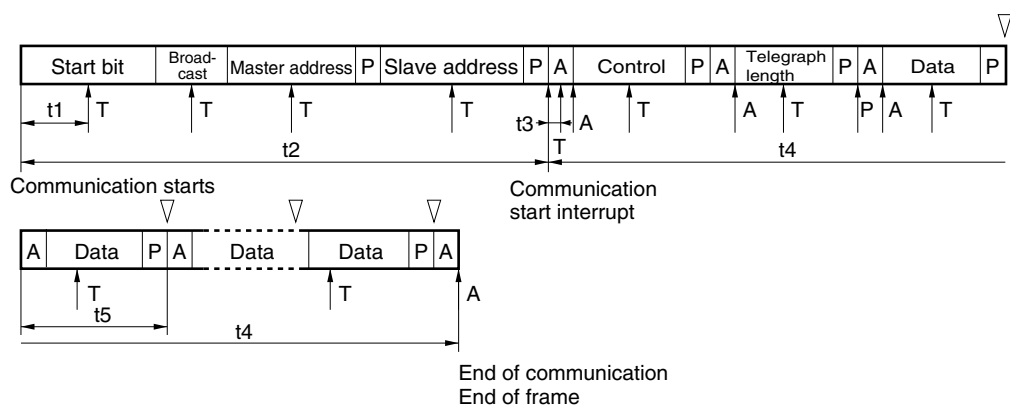 Start bit Broad-cast Master address P Slave address P A Control P A Telegraph length P A Data P
t1 T T T T t3 A T A T P A T
T
t2 t4
Communication starts
Communication
start interrupt
A Data P A Data Data P A
T T A
t5
t4
End of communication
End of frame